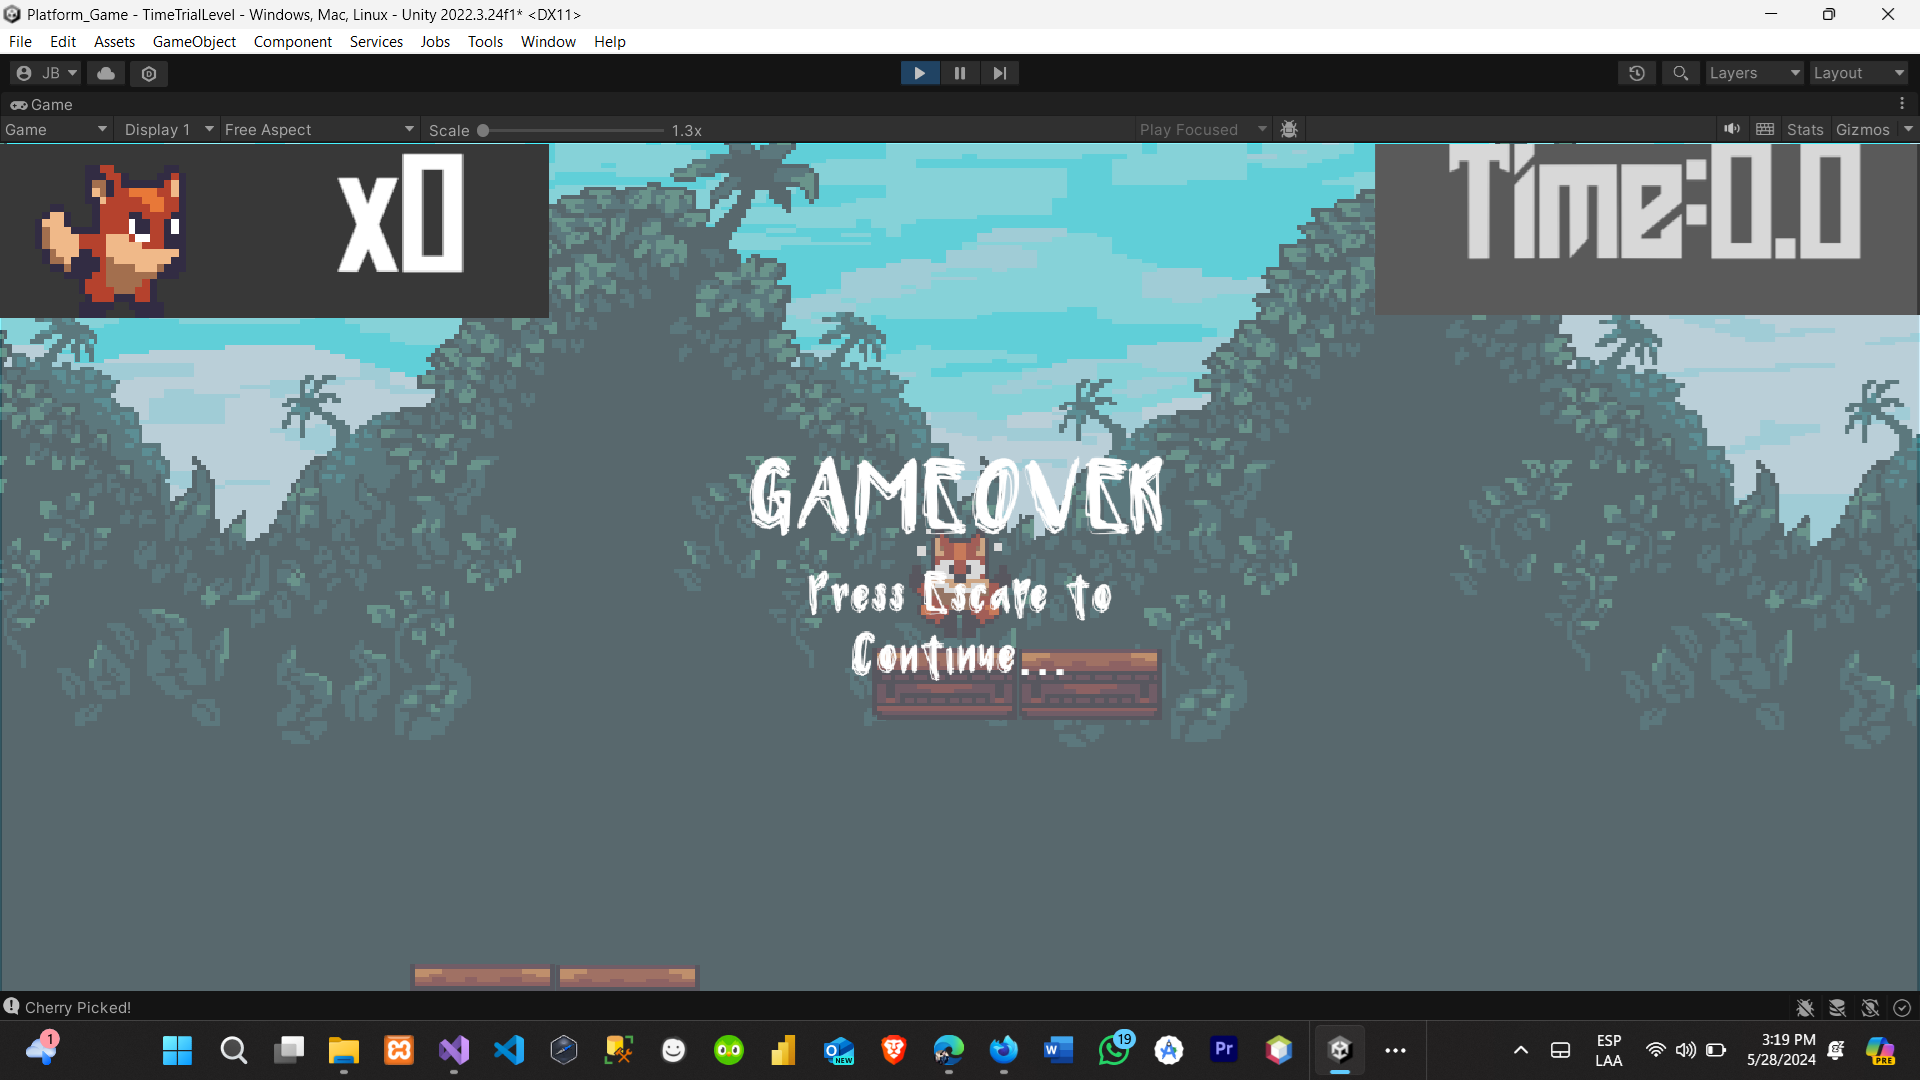 Platform_Game - TimeTrialLevel - Windows, Mac, Linux - Unity 2022.3.24f1* <DX11>
File Edit Assets GameObject Component Services Jobs Tools Window Help
JB Layers Layout
Game
Game Display 1 Free Aspect Scale 1.3x Play Focused Stats Gizmos
x0
Time:0.0
GAMEOVER
Press Escape to
Continue...
Cherry Picked!
1
NEW
19
Pr
ESP
LAA
3:19 PM
5/28/2024
PRE